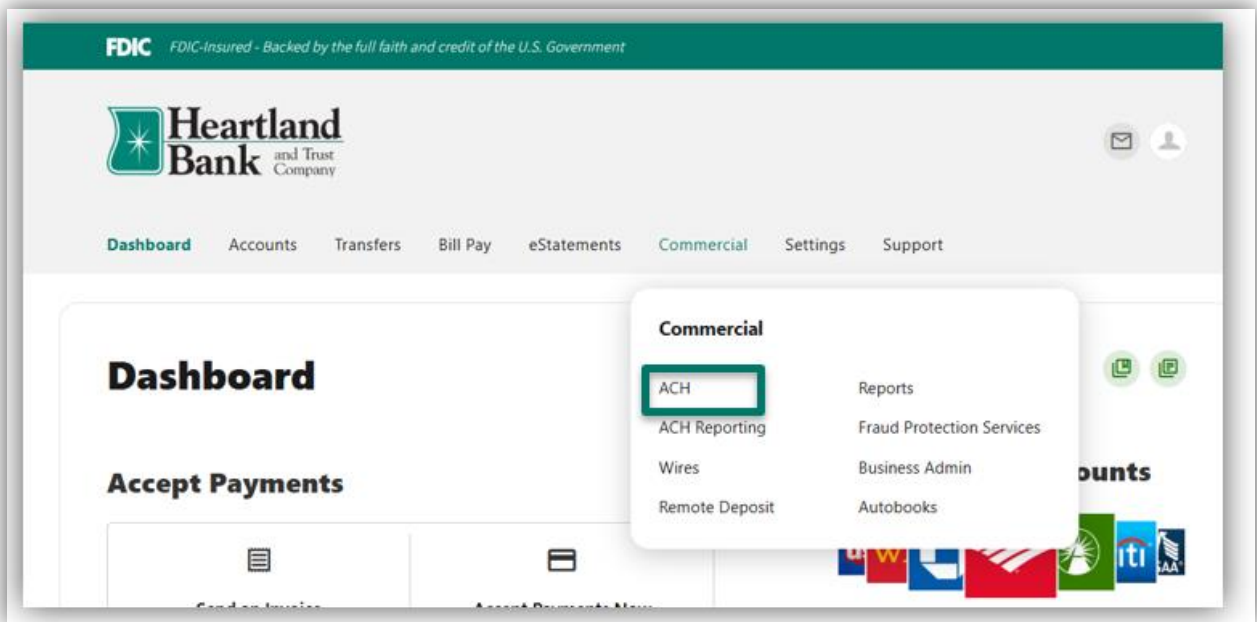 FDIC FDIC-Insured - Backed by the full faith and credit of the U.S. Government
Heartland
Bank and Trust
Company
Dashboard Accounts Transfers Bill Pay eStatements Commercial Settings Support
Commercial
Dashboard
ACH Reports
ACH Reporting Fraud Protection Services
Accept Payments
Wires Business Admin
ounts
Remote Deposit Autobooks
citi